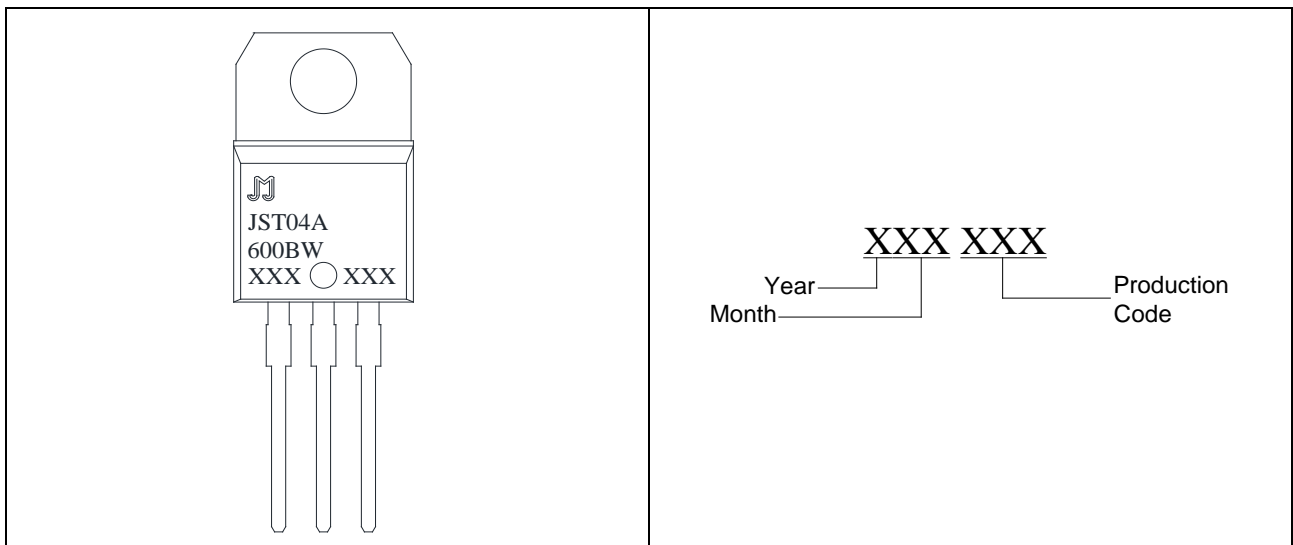 JST04A
600BW
XXX XXX
XXX XXX
Year
Month
Production
Code